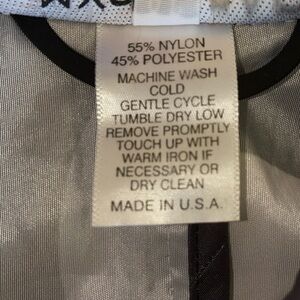 55% NYLON
45% POLYESTER
MACHINE WASH
COLD
GENTLE CYCLE
TUMBLE DRY LOW
REMOVE PROMPTLY
TOUCH UP WITH
WARM IRON IF
NECESSARY OR
DRY CLEAN
MADE IN U.S.A.